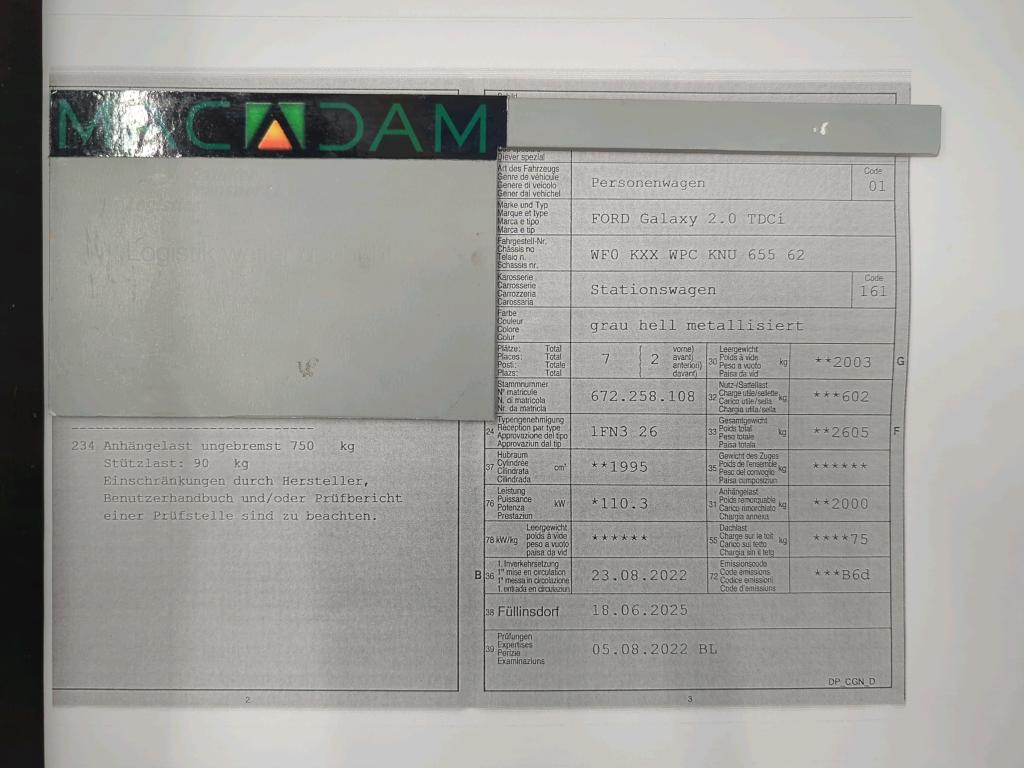 MACADAM
Logistik
234 Anhängelast ungebremst 750 kg
Stützlast: 90 kg
Einschränkungen durch Hersteller,
Benutzerhandbuch und/oder Prüfbericht
einer Prüfstelle sind zu beachten.
2
Diever spezial
Art des Fahrzeugs
Genre de véhicule
Genere di veicolo
Gener dal vehichel
Personenwagen
Code
01
Marke und Typ
Marque et type
Marca e tipo
Marca e tip
FORD Galaxy 2.0 TDCi
Fahrgestell-Nr.
Châssis no
Telaio n.
Schassis nr.
WF0 KXX WPC KNU 655 62
Karosserie
Carrosserie
Carrozzeria
Carossaria
Stationswagen
Code
161
Farbe
Couleur
Colore
Colur
grau hell metallisiert
Plätze: Total
Places: Total
Posti: Totale
Plazs: Total
7 { 2
vorne)
avant)
anteriori)
davant)
30
Leergewicht
Poids à vide
Peso a vuoto
Paisa da vid
kg
**2003
G
Stammnummer
N° matricule
N. di matricola
Nr. da matricla
672.258.108
32
Nutz-/Sattellast
Charge utile/sellette
Carico utile/sella
Chargia utila/sella
kg
***602
24
Typengenehmigung
Réception par type
Approvazione del tipo
Approvaziun dal tip
1FN3 26
33
Gesamtgewicht
Poids total
Peso totale
Paisa totala
kg
**2605
F
37
Hubraum
Cylindrée
Cilindrata
Cilindrada
cm³
**1995
35
Gewicht des Zuges
Poids de l'ensemble
Peso del convoglio
Paisa cumposiziun
kg
******
76
Leistung
Puissance
Potenza
Prestaziun
kW
*110.3
31
Anhängelast
Poids remorquable
Carico rimorchiato
Chargia annexa
kg
**2000
78 kW/kg
Leergewicht
poids à vide
peso a vuoto
paisa da vid
******
55
Dachlast
Charge sur le toit
Carico sul tetto
Chargia sin il tetg
kg
****75
B 36
1. Inverkehrsetzung
1re mise en circulation
1a messa in circolazione
1. entrada en circulaziun
23.08.2022
72
Emissionscode
Code émissions
Codice emissioni
Code d'emissiuns
***B6d
38 Füllinsdorf 18.06.2025
39
Prüfungen
Expertises
Perizie
Examinaziuns
05.08.2022 BL
DP_CGN_D
3